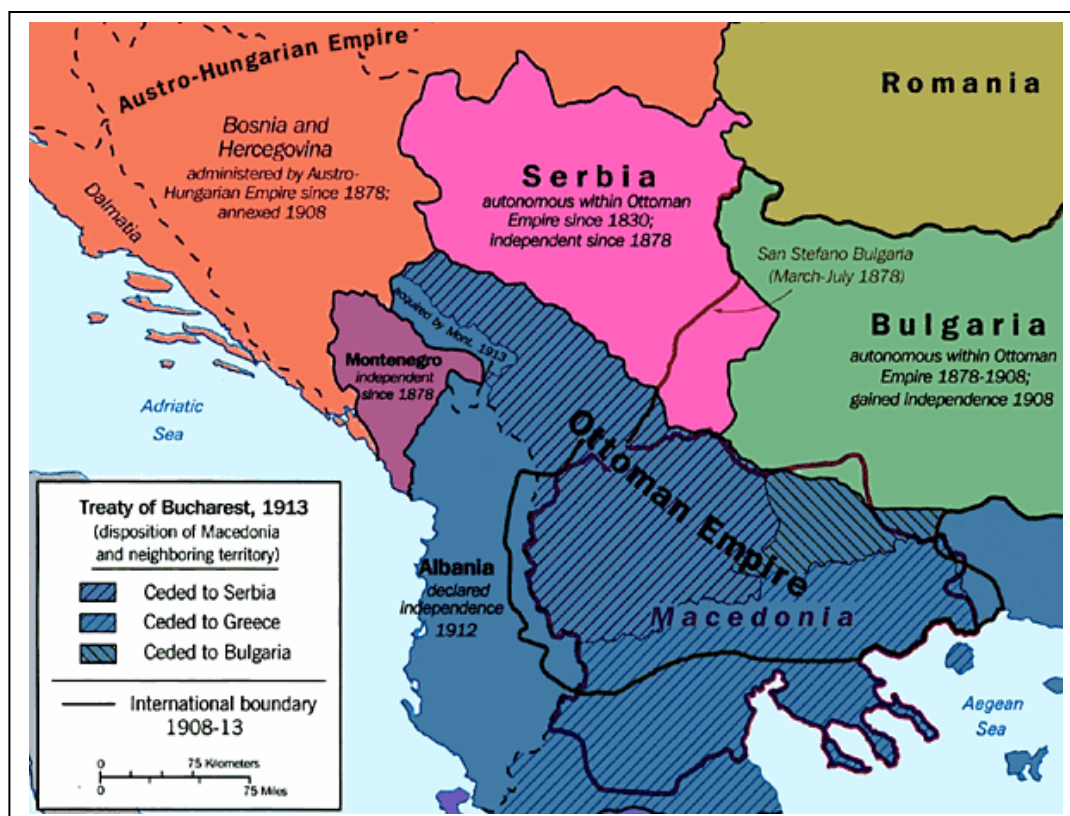 Austro-Hungarian Empire
Romania
Bosnia and
Hercegovina
administered by Austro-
Hungarian Empire since 1878;
annexed 1908
Dalmatia
Serbia
autonomous within Ottoman
Empire since 1830;
independent since 1878
San Stefano Bulgaria
(March-July 1878)
Bulgaria
autonomous within Ottoman
Empire 1878-1908;
gained independence 1908
acquired by Mont. 1913
Montenegro
independent
since 1878
Adriatic
Sea
Ottoman Empire
Albania
declared
independence
1912
Macedonia
Aegean
Sea
Treaty of Bucharest, 1913
(disposition of Macedonia
and neighboring territory)
Ceded to Serbia
Ceded to Greece
Ceded to Bulgaria
International boundary
1908-13
0 75 Kilometers
0 75 Miles